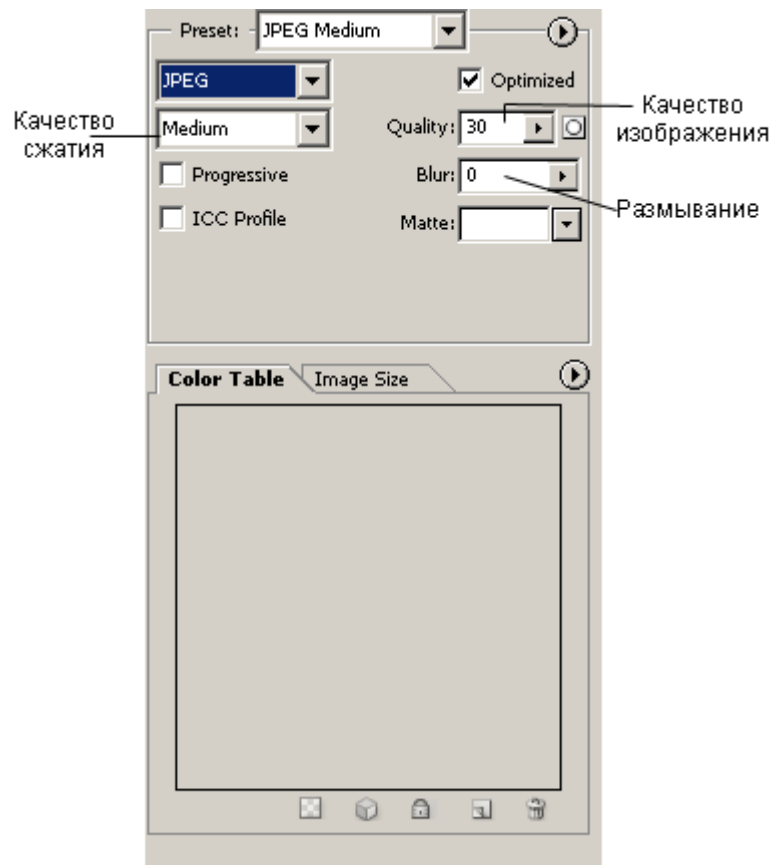 Preset: JPEG Medium
JPEG
Optimized
Качество
сжатия
Medium
Quality: 30
Качество
изображения
Progressive
Blur: 0
Размывание
ICC Profile
Matte:
Color Table
Image Size